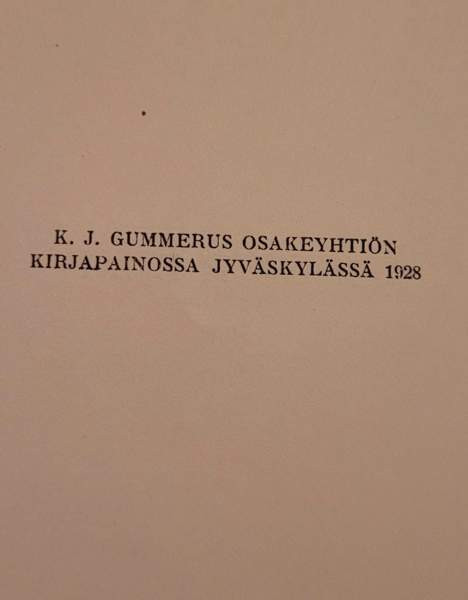 K. J. GUMMERUS OSAKEYHTIÖN
KIRJAPAINOSSA JYVÄSKYLÄSSÄ 1928